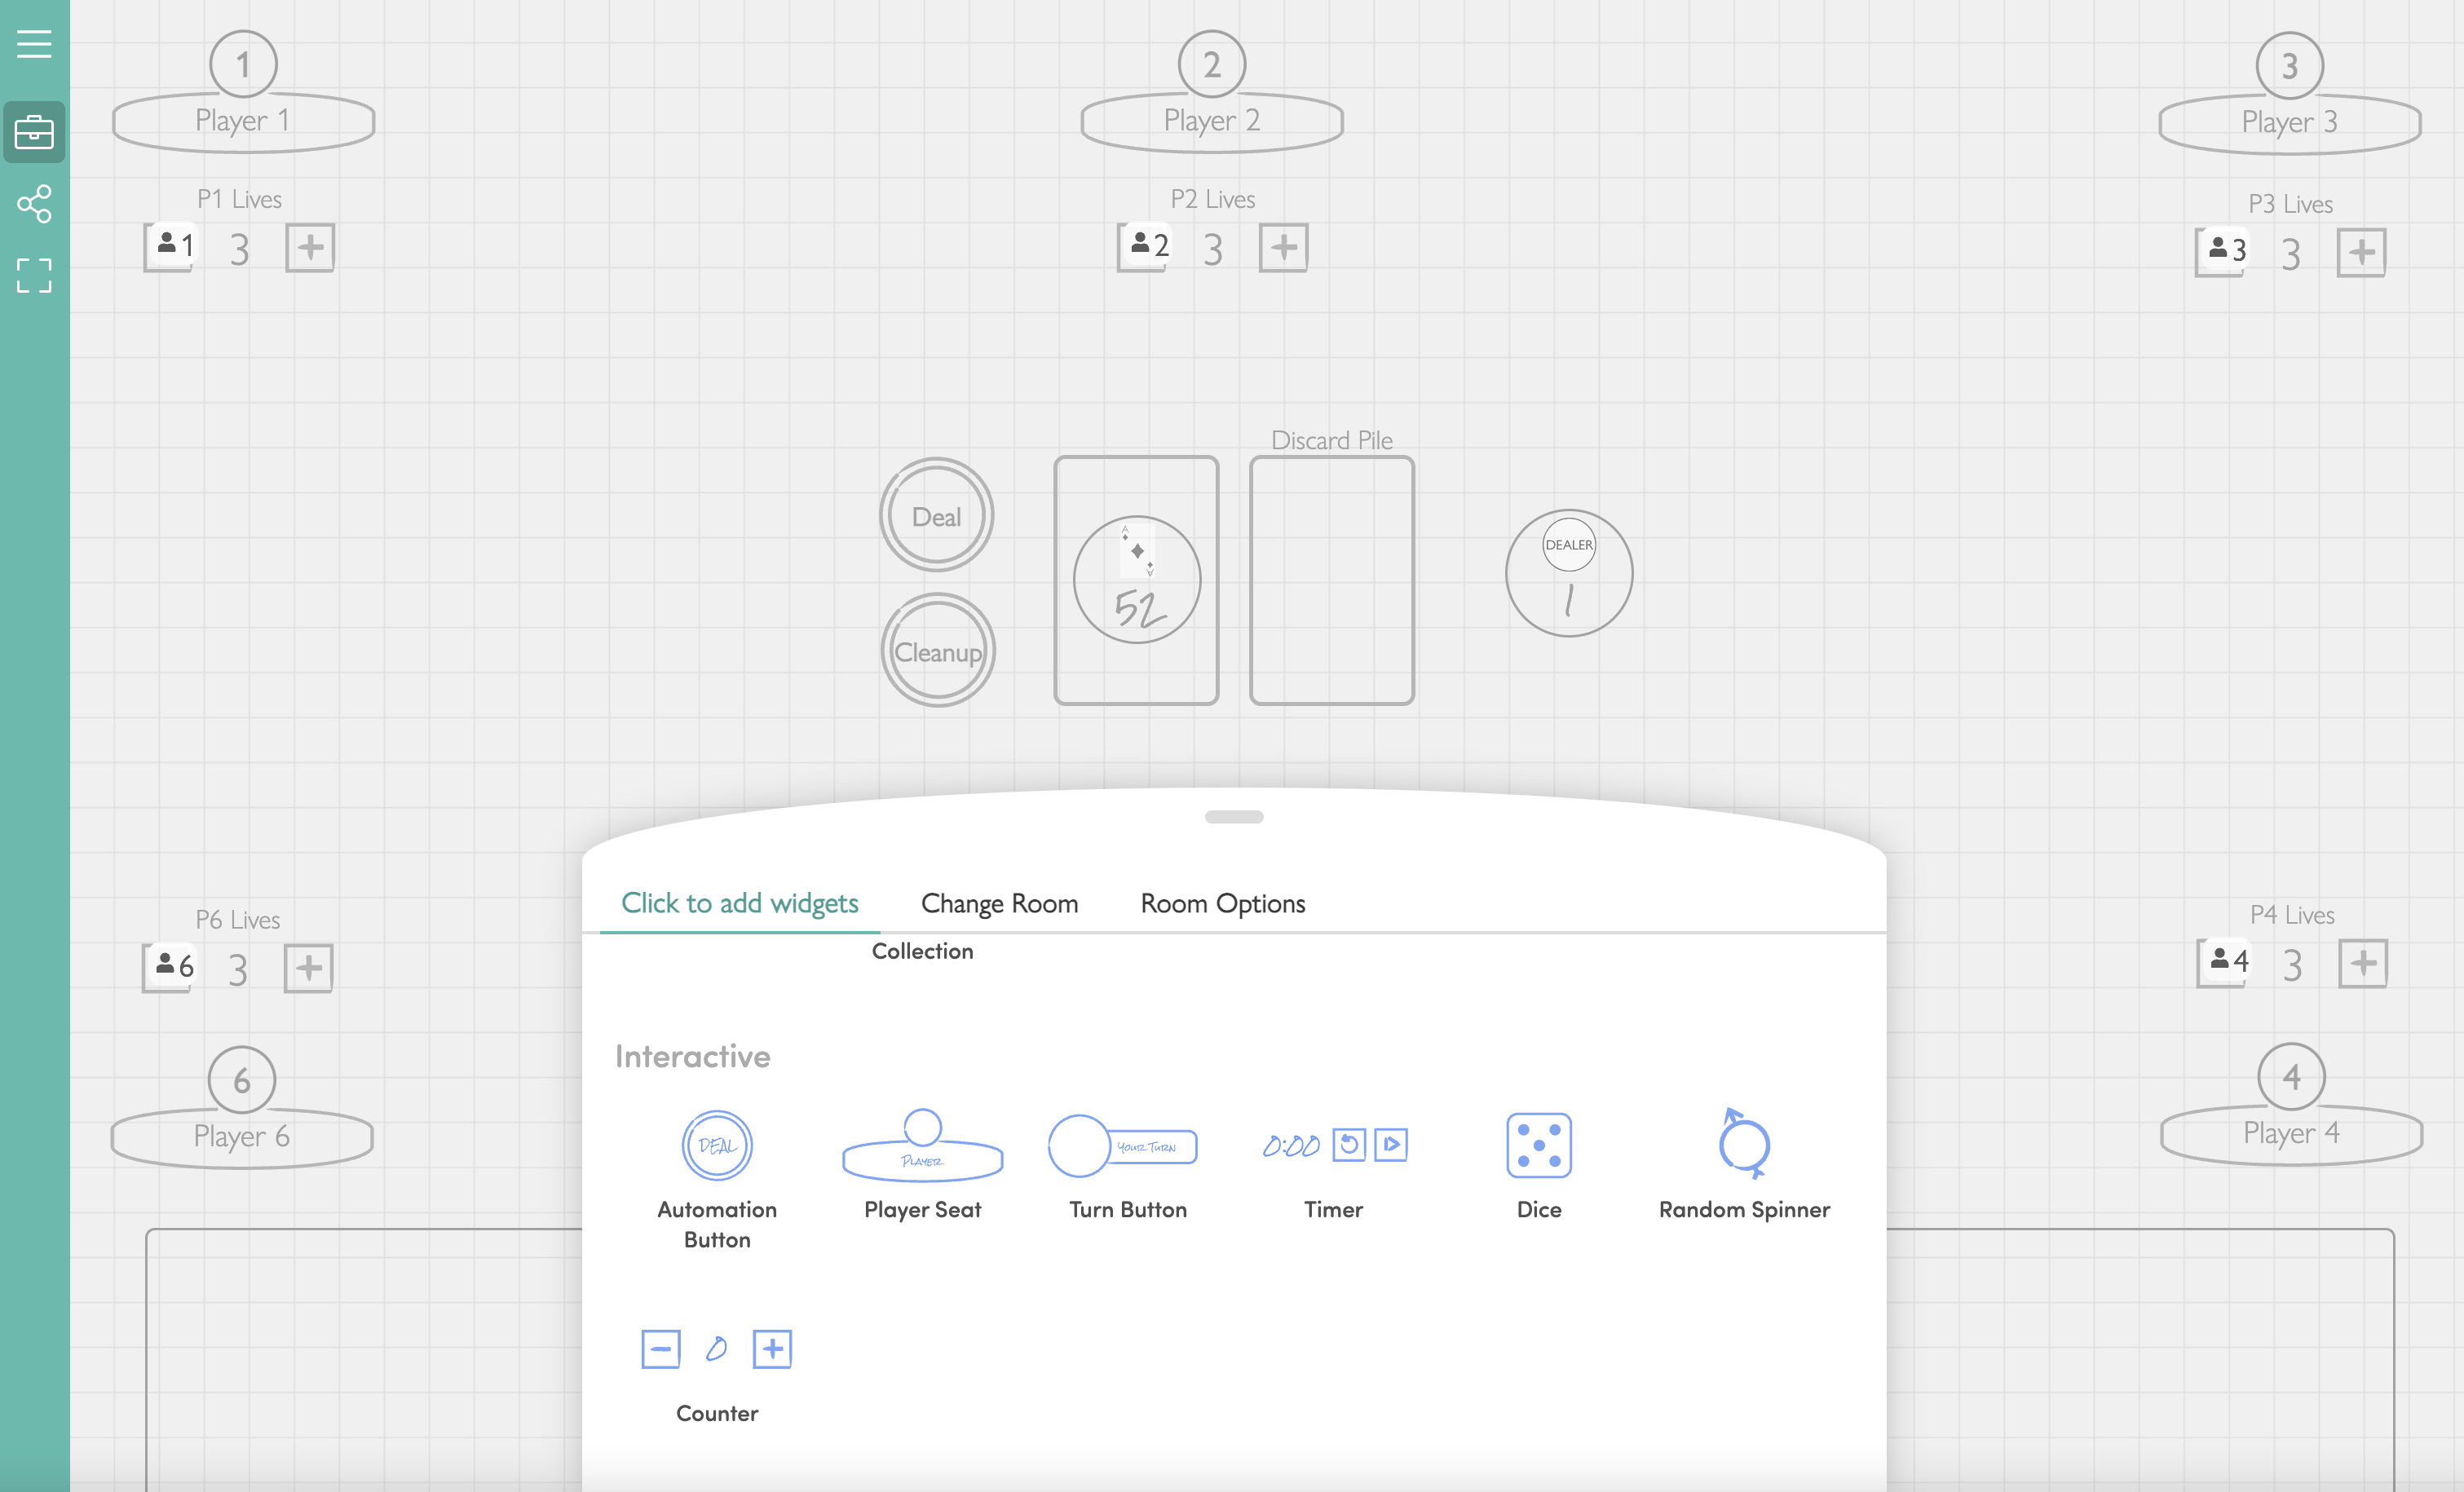 1
2
3
Player 1
Player 2
Player 3
P1 Lives
P2 Lives
P3 Lives
1 3
2 3
3 3
Discard Pile
Deal
A
A
52
DEALER
1
Cleanup
Click to add widgets
Change Room
Room Options
Collection
P6 Lives
6 3
P4 Lives
4 3
Interactive
6
Player 6
4
Player 4
DEAL
PLAYER
YOUR TURN
0:00
Automation
Button
Player Seat
Turn Button
Timer
Dice
Random Spinner
0
Counter